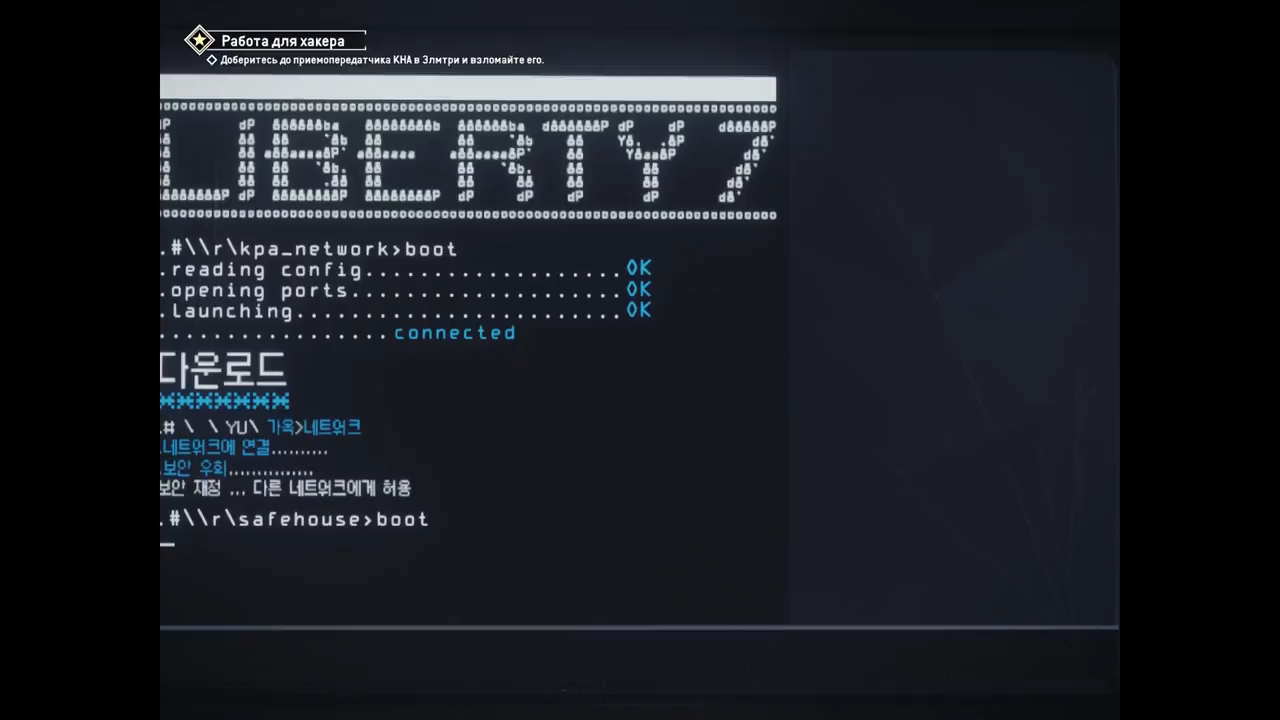 Работа для хакера
Доберитесь до приемопередатчика КНА в Элмтри и взломайте его.
LIBERTY 7
.#\\r\kpa_network>boot
.reading config...................OK
.opening ports....................OK
.launching........................OK
.................connected
다운로드
.# \ \ YU\ 가옥>네트워크
.네트워크에 연결..........
.보안 우회...............
보안 재정 ... 다른 네트워크에게 허용
.#\\r\safehouse>boot